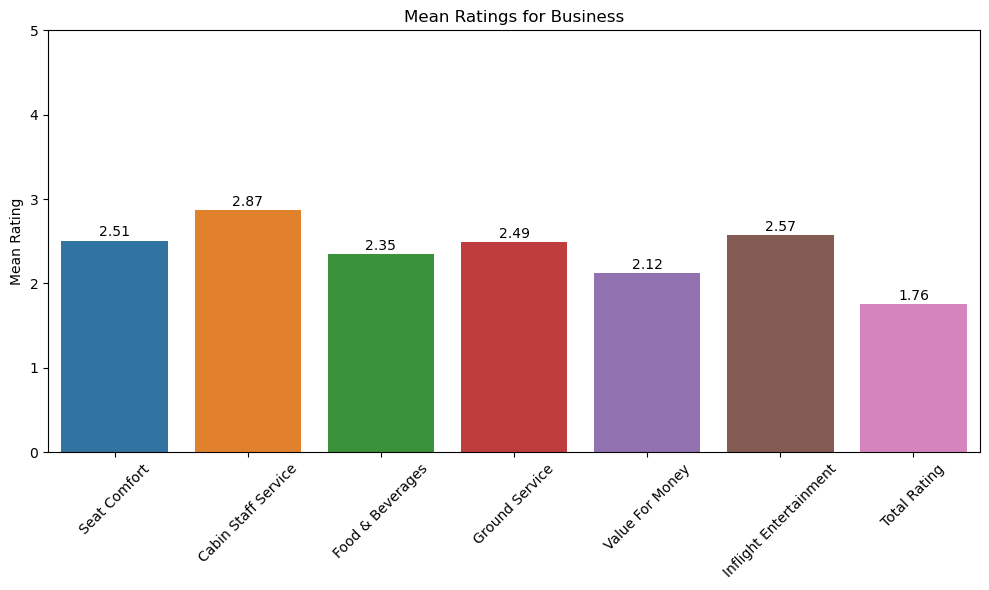 Mean Ratings for Business
Mean Rating
5
4
3
2
1
0
2.51
2.87
2.35
2.49
2.12
2.57
1.76
Seat Comfort
Cabin Staff Service
Food & Beverages
Ground Service
Value For Money
Inflight Entertainment
Total Rating